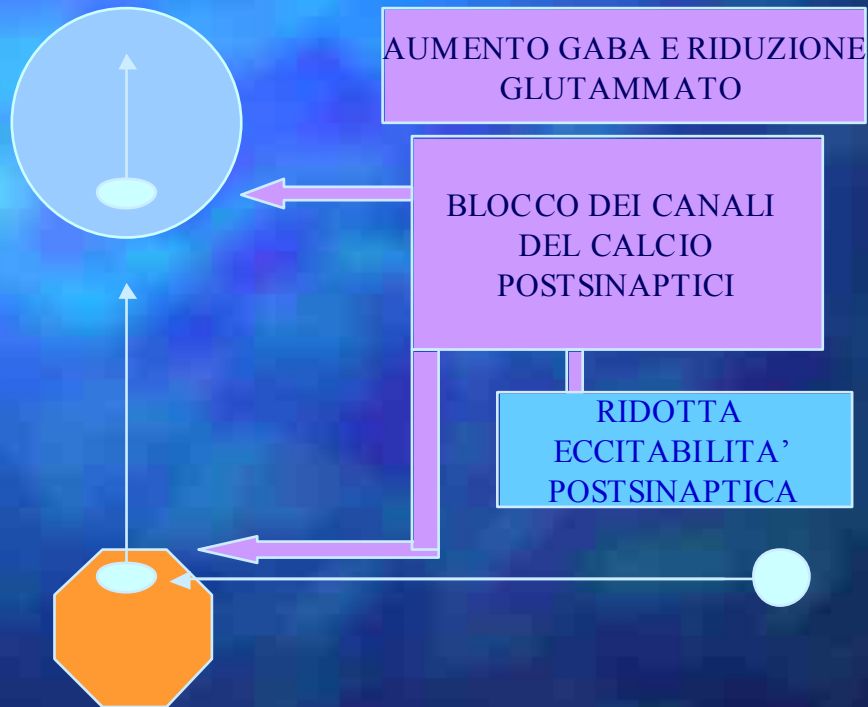 AUMENTO GABA E RIDUZIONE
GLUTAMMATO
BLOCCO DEI CANALI
DEL CALCIO
POSTSINAPTICI
RIDOTTA
ECCITABILITA’
POSTSINAPTICA